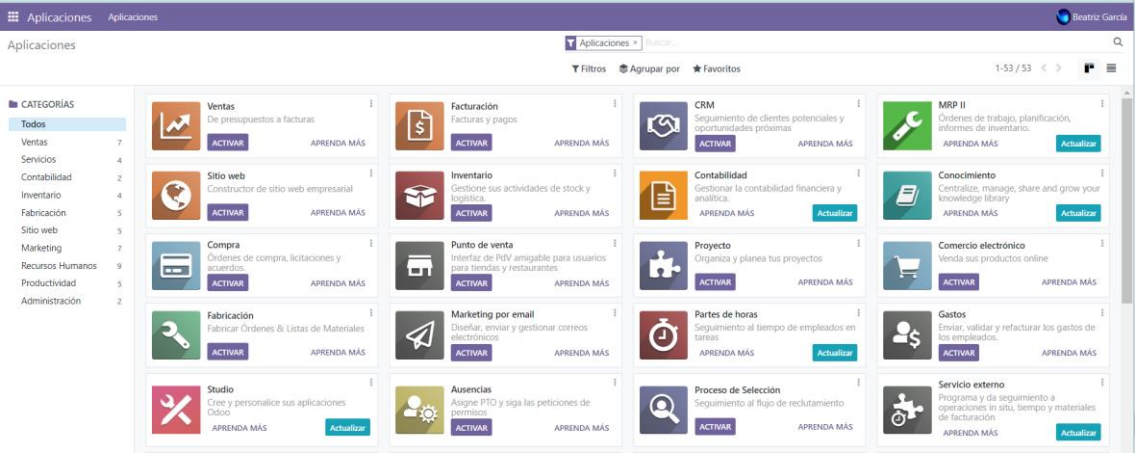 Aplicaciones Aplicaciones Beatriz García
Aplicaciones
Aplicaciones × Buscar...
Filtros Agrupar por Favoritos 1-53 / 53
CATEGORÍAS
Todos
Ventas 7
Servicios 4
Contabilidad 2
Inventario 4
Fabricación 5
Sitio web 5
Marketing 7
Recursos Humanos 9
Productividad 5
Administración 2
Ventas
De presupuestos a facturas
ACTIVAR APRENDA MÁS
Facturación
Facturas y pagos
ACTIVAR APRENDA MÁS
CRM
Seguimiento de clientes potenciales y
oportunidades próximas
ACTIVAR APRENDA MÁS
MRP II
Órdenes de trabajo, planificación,
informes de inventario.
APRENDA MÁS Actualizar
Sitio web
Constructor de sitio web empresarial
ACTIVAR APRENDA MÁS
Inventario
Gestione sus actividades de stock y
logística.
ACTIVAR APRENDA MÁS
Contabilidad
Gestionar la contabilidad financiera y
analítica.
APRENDA MÁS Actualizar
Conocimiento
Centralize, manage, share and grow your
knowledge library
APRENDA MÁS Actualizar
Compra
Órdenes de compra, licitaciones y
acuerdos.
ACTIVAR APRENDA MÁS
Punto de venta
Interfaz de PdV amigable para usuarios
para tiendas y restaurantes
ACTIVAR APRENDA MÁS
Proyecto
Organiza y planea tus proyectos
ACTIVAR APRENDA MÁS
Comercio electrónico
Venda sus productos online
ACTIVAR APRENDA MÁS
Fabricación
Fabricar Órdenes & Listas de Materiales
ACTIVAR APRENDA MÁS
Marketing por email
Diseñar, enviar y gestionar correos
electrónicos
ACTIVAR APRENDA MÁS
Partes de horas
Seguimiento al tiempo de empleados en
tareas
APRENDA MÁS Actualizar
Gastos
Enviar, validar y refacturar los gastos de
los empleados.
ACTIVAR APRENDA MÁS
Studio
Cree y personalice sus aplicaciones
Odoo
APRENDA MÁS Actualizar
Ausencias
Asigne PTO y siga las peticiones de
permisos
ACTIVAR APRENDA MÁS
Proceso de Selección
Seguimiento al flujo de reclutamiento
ACTIVAR APRENDA MÁS
Servicio externo
Programa y da seguimiento a
operaciones in situ, tiempo y materiales
de facturación
APRENDA MÁS Actualizar